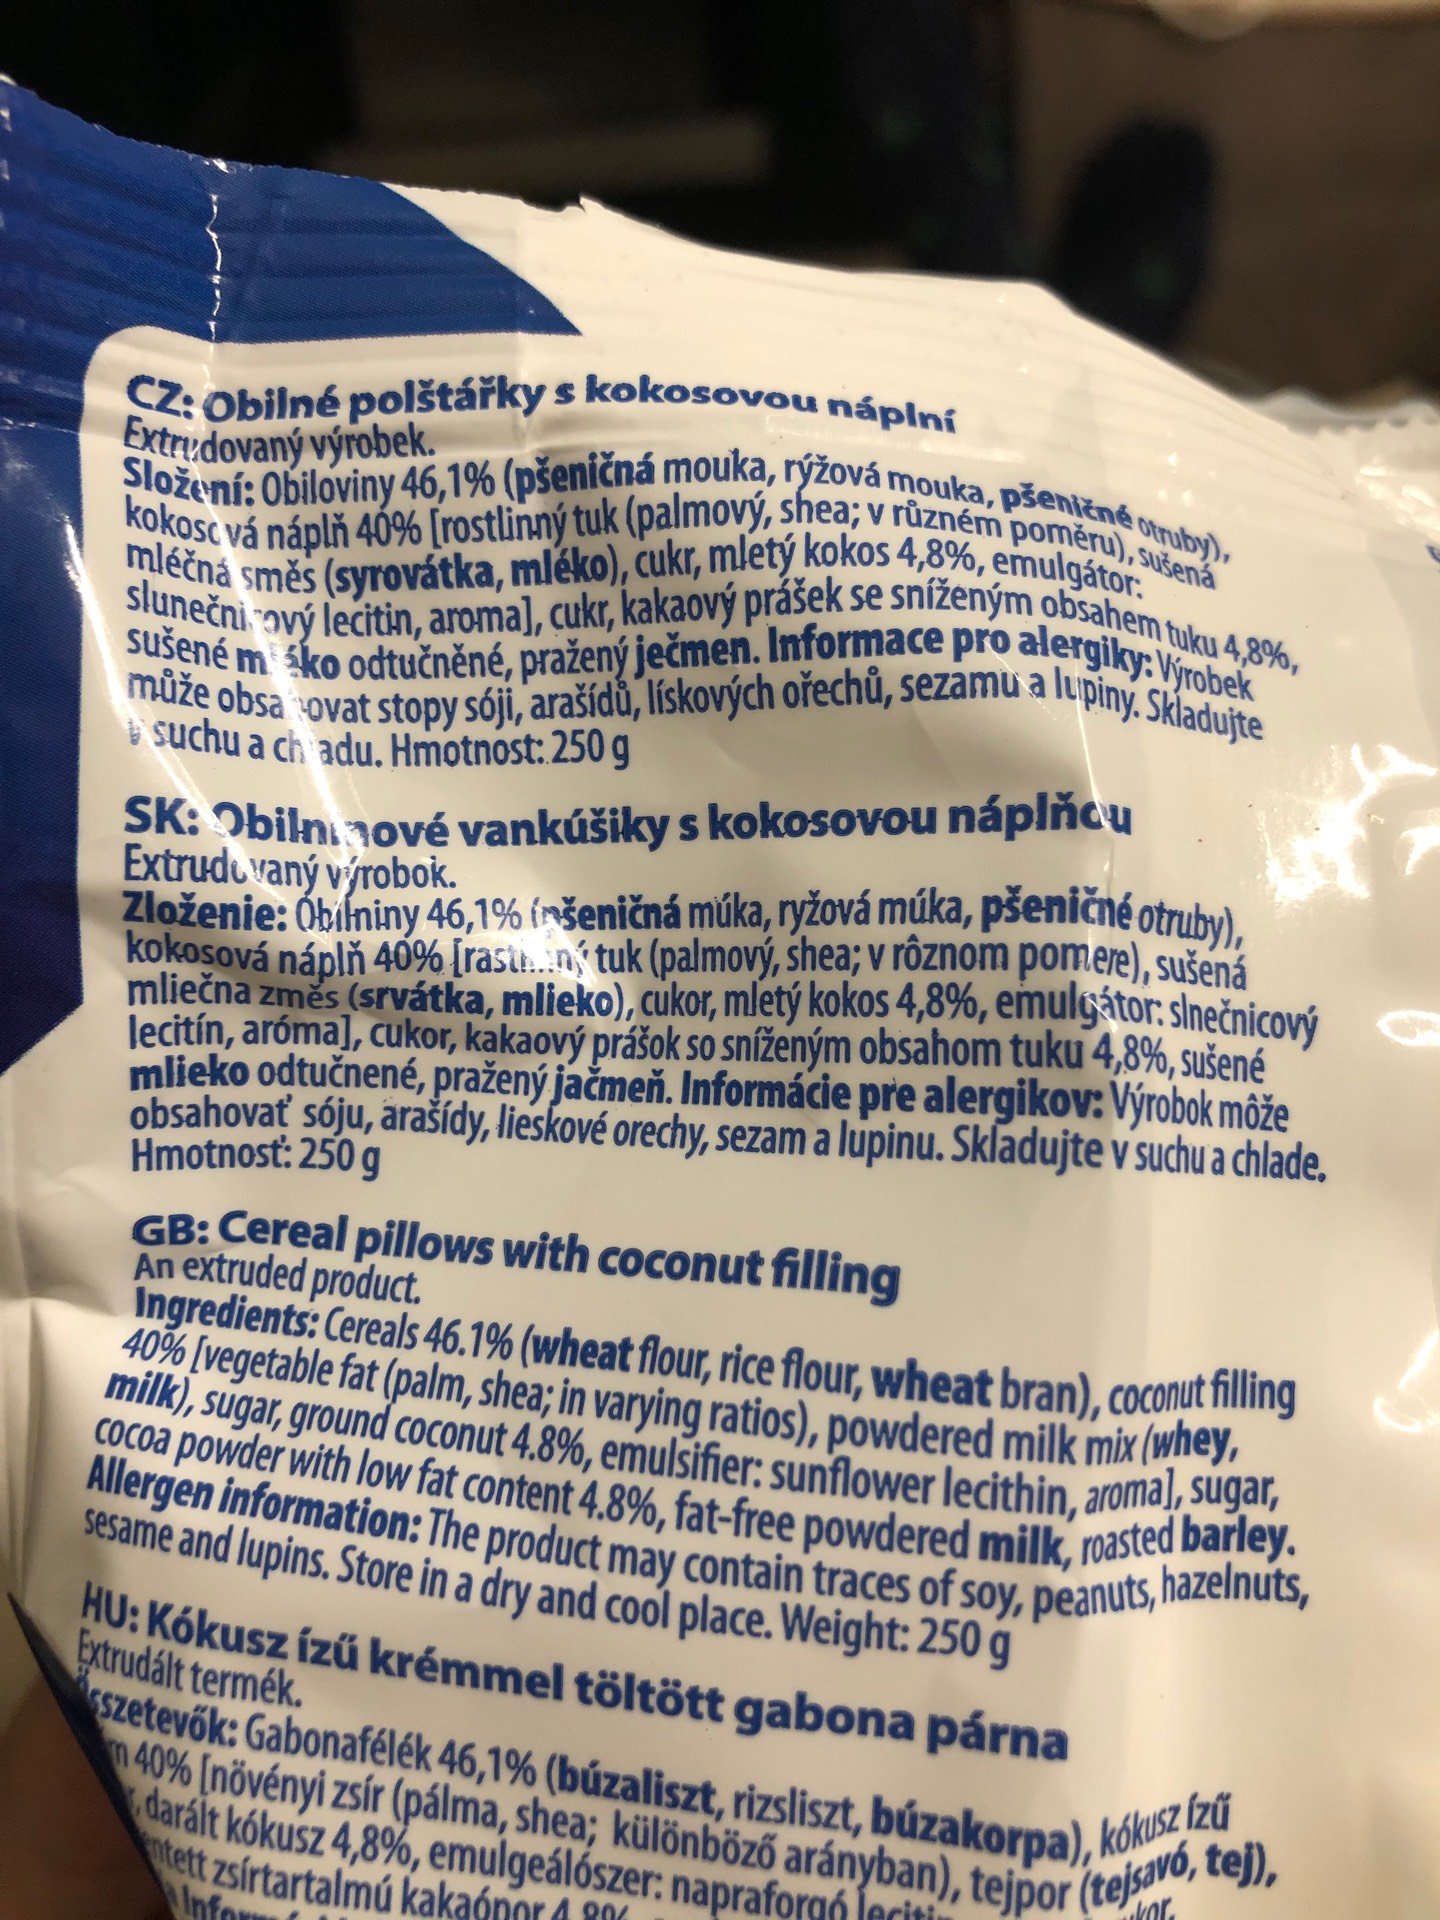 CZ: Obilné polštářky s kokosovou náplní
Extrudovaný výrobek.
Složení: Obiloviny 46,1% (pšeničná mouka, rýžová mouka, pšeničné otruby),
kokosová náplň 40% [rostlinný tuk (palmový, shea; v různém poměru), sušená
mléčná směs (syrovátka, mléko), cukr, mletý kokos 4,8%, emulgátor:
slunečnicový lecitin, aroma], cukr, kakaový prášek se sníženým obsahem tuku 4,8%,
sušené mléko odtučněné, pražený ječmen. Informace pro alergiky: Výrobek
může obsahovat stopy sóji, arašídů, lískových ořechů, sezamu a lupiny. Skladujte
v suchu a chladu. Hmotnost: 250 g
SK: Obilninové vankúšiky s kokosovou náplňou
Extrudovaný výrobok.
Zloženie: Obilniny 46,1% (pšeničná múka, ryžová múka, pšeničné otruby),
kokosová náplň 40% [rastlinný tuk (palmový, shea; v rôznom pomere), sušená
mliečna změs (srvátka, mlieko), cukor, mletý kokos 4,8%, emulgátor: slnečnicový
lecitín, aróma], cukor, kakaový prášok so sníženým obsahom tuku 4,8%, sušené
mlieko odtučnené, pražený jačmeň. Informácie pre alergikov: Výrobok môže
obsahovať sóju, arašídy, lieskové orechy, sezam a lupinu. Skladujte v suchu a chlade.
Hmotnosť: 250 g
GB: Cereal pillows with coconut filling
An extruded product.
Ingredients: Cereals 46.1% (wheat flour, rice flour, wheat bran), coconut filling
40% [vegetable fat (palm, shea; in varying ratios), powdered milk mix (whey,
milk), sugar, ground coconut 4.8%, emulsifier: sunflower lecithin, aroma], sugar,
cocoa powder with low fat content 4.8%, fat-free powdered milk, roasted barley.
Allergen information: The product may contain traces of soy, peanuts, hazelnuts,
sesame and lupins. Store in a dry and cool place. Weight: 250 g
HU: Kókusz ízű krémmel töltött gabona párna
Extrudált termék.
Összetevők: Gabonafélék 46,1% (búzaliszt, rizsliszt, búzakorpa), kókusz ízű
40% [növényi zsír (pálma, shea; különböző arányban), tejpor (tejsavó, tej),
darált kókusz 4,8%, emulgeálószer: napraforgó
zsírtartalmú kakaópor 4,8%